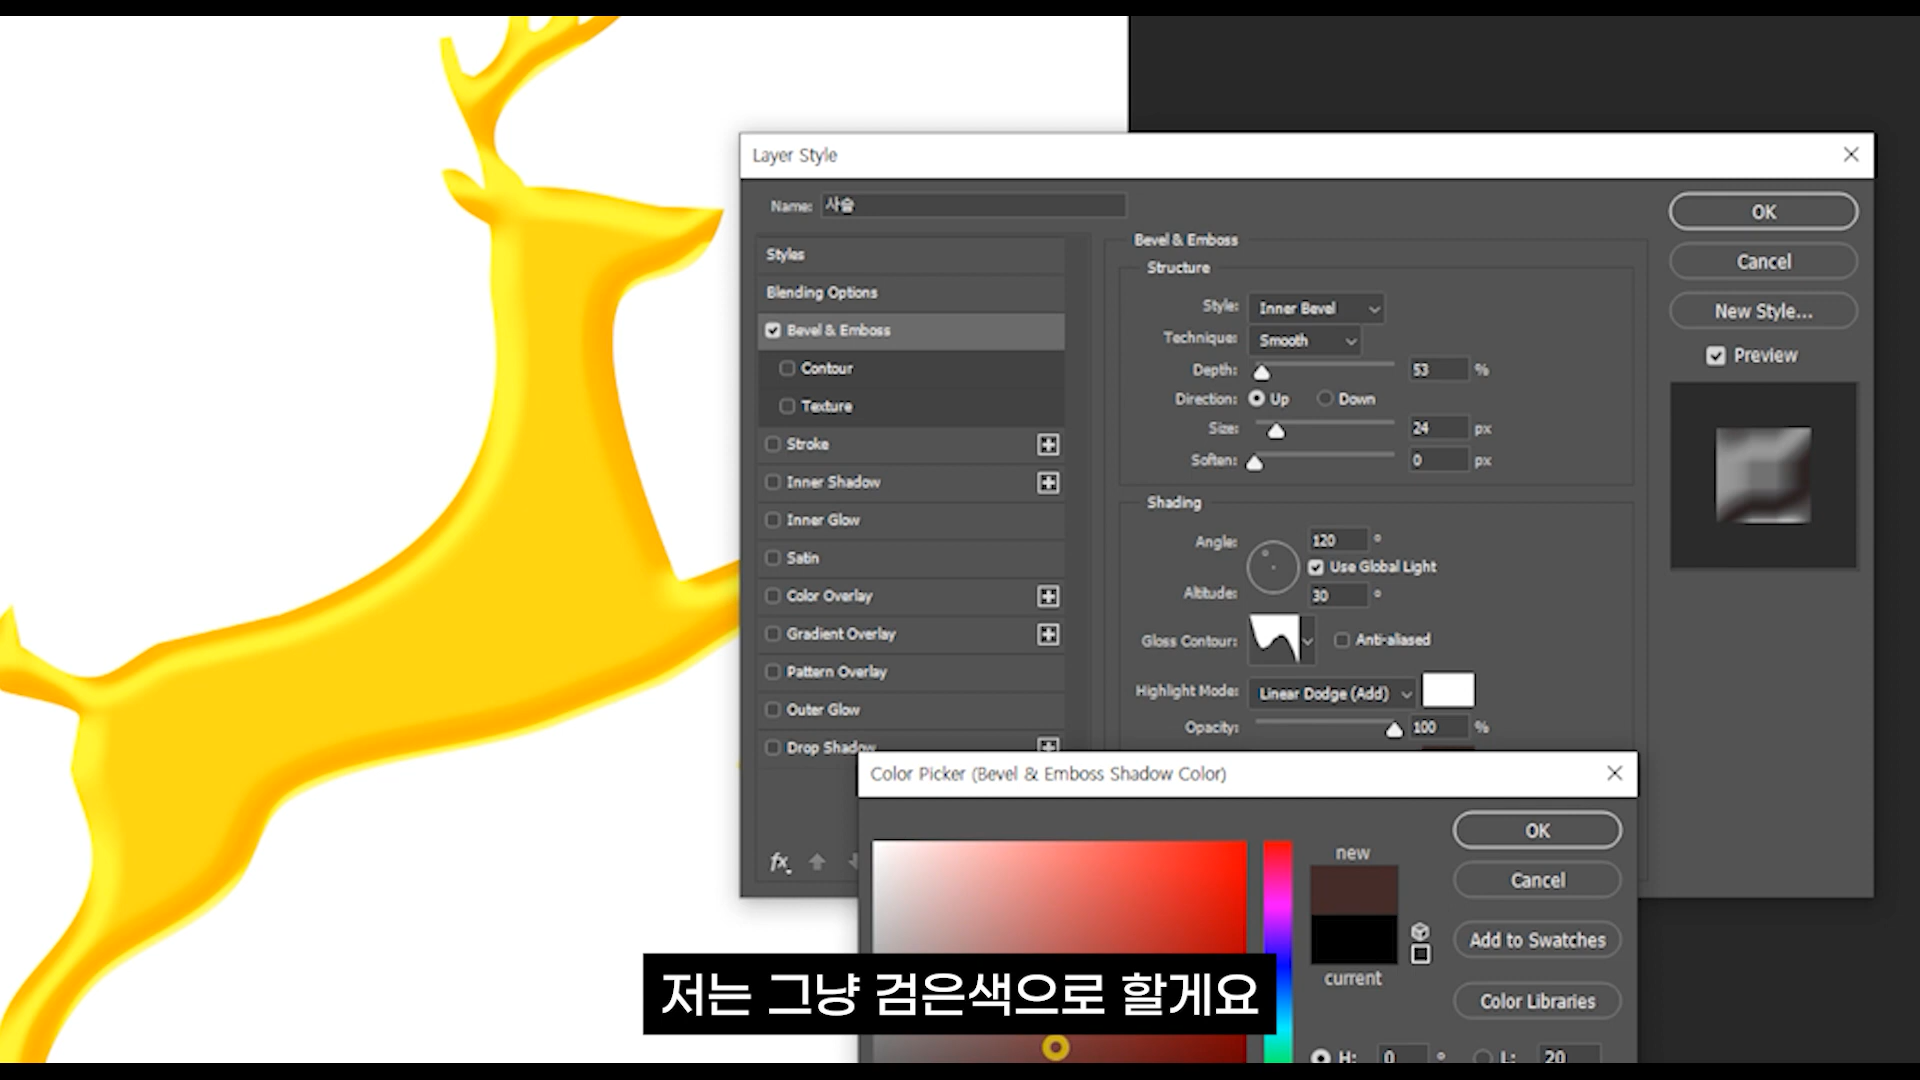 Layer Style
Name: 사슬
OK
Cancel
New Style...
Preview
Styles
Blending Options
Bevel & Emboss
Contour
Texture
Stroke
Inner Shadow
Inner Glow
Satin
Color Overlay
Gradient Overlay
Pattern Overlay
Outer Glow
Drop Shadow
fx
Bevel & Emboss
Structure
Style: Inner Bevel
Technique: Smooth
Depth: 53 %
Direction: Up Down
Size: 24 px
Soften: 0 px
Shading
Angle: 120 °
Use Global Light
Altitude: 30 °
Gloss Contour: Anti-aliased
Highlight Mode: Linear Dodge (Add)
Opacity: 100 %
Color Picker (Bevel & Emboss Shadow Color)
new
current
OK
Cancel
Add to Swatches
Color Libraries
H: 0 ° L: 20
저는 그냥 검은색으로 할게요